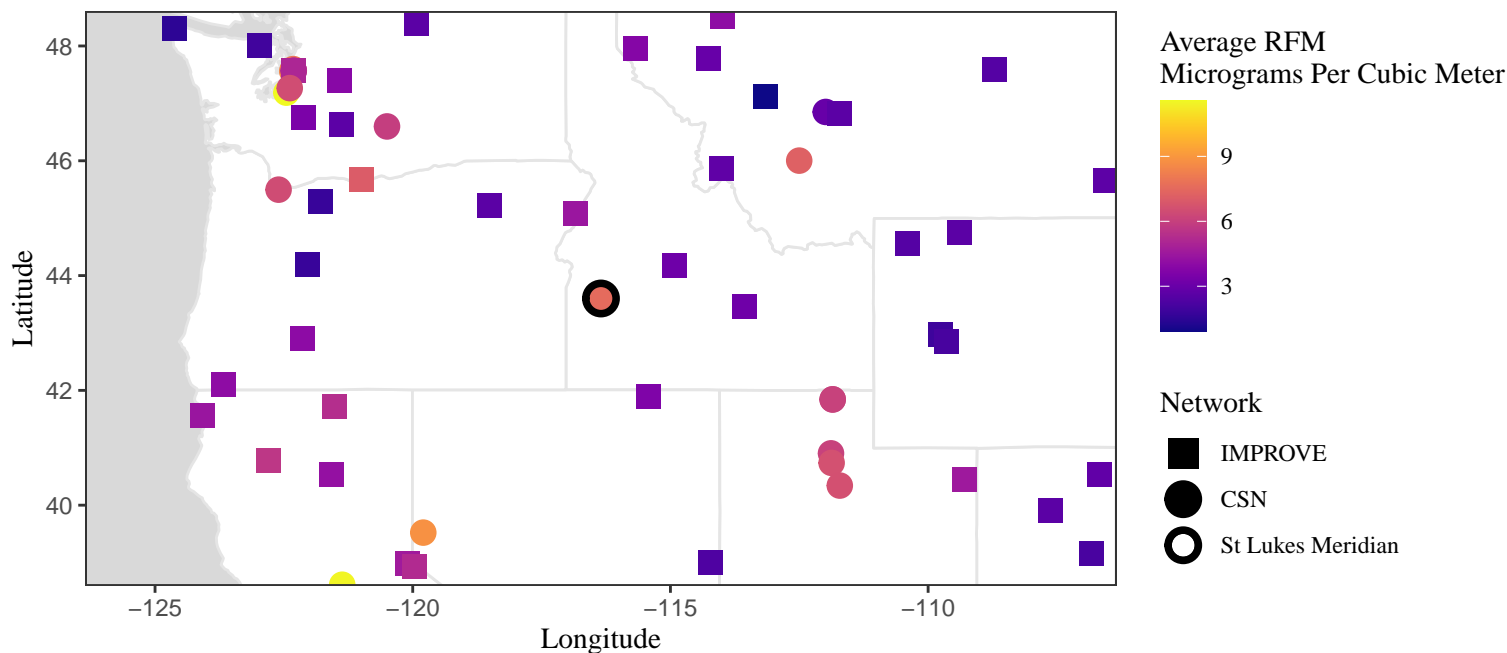 48
46
44
42
40
Latitude
−125
−120
−115
−110
Longitude
Average RFM
Micrograms Per Cubic Meter
9
6
3
Network
IMPROVE
CSN
St Lukes Meridian